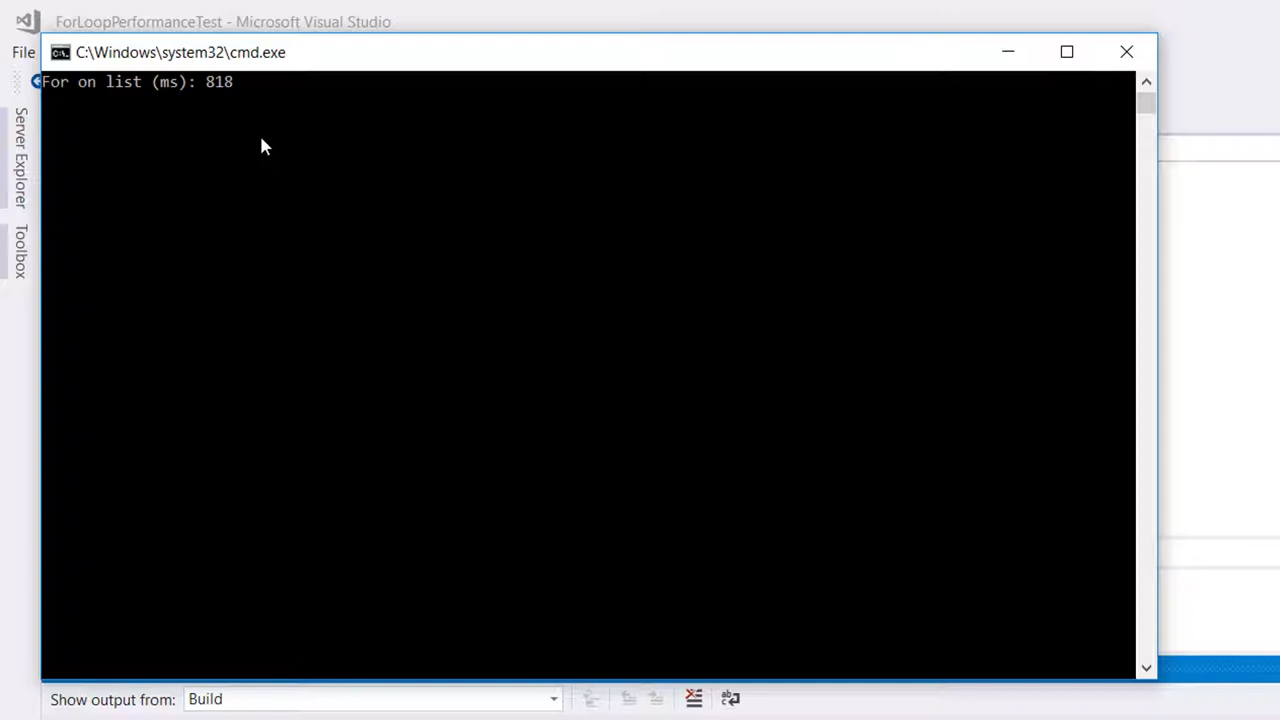 ForLoopPerformanceTest - Microsoft Visual Studio
File
C:\Windows\system32\cmd.exe
For on list (ms): 818
Server Explorer
Toolbox
Show output from: Build